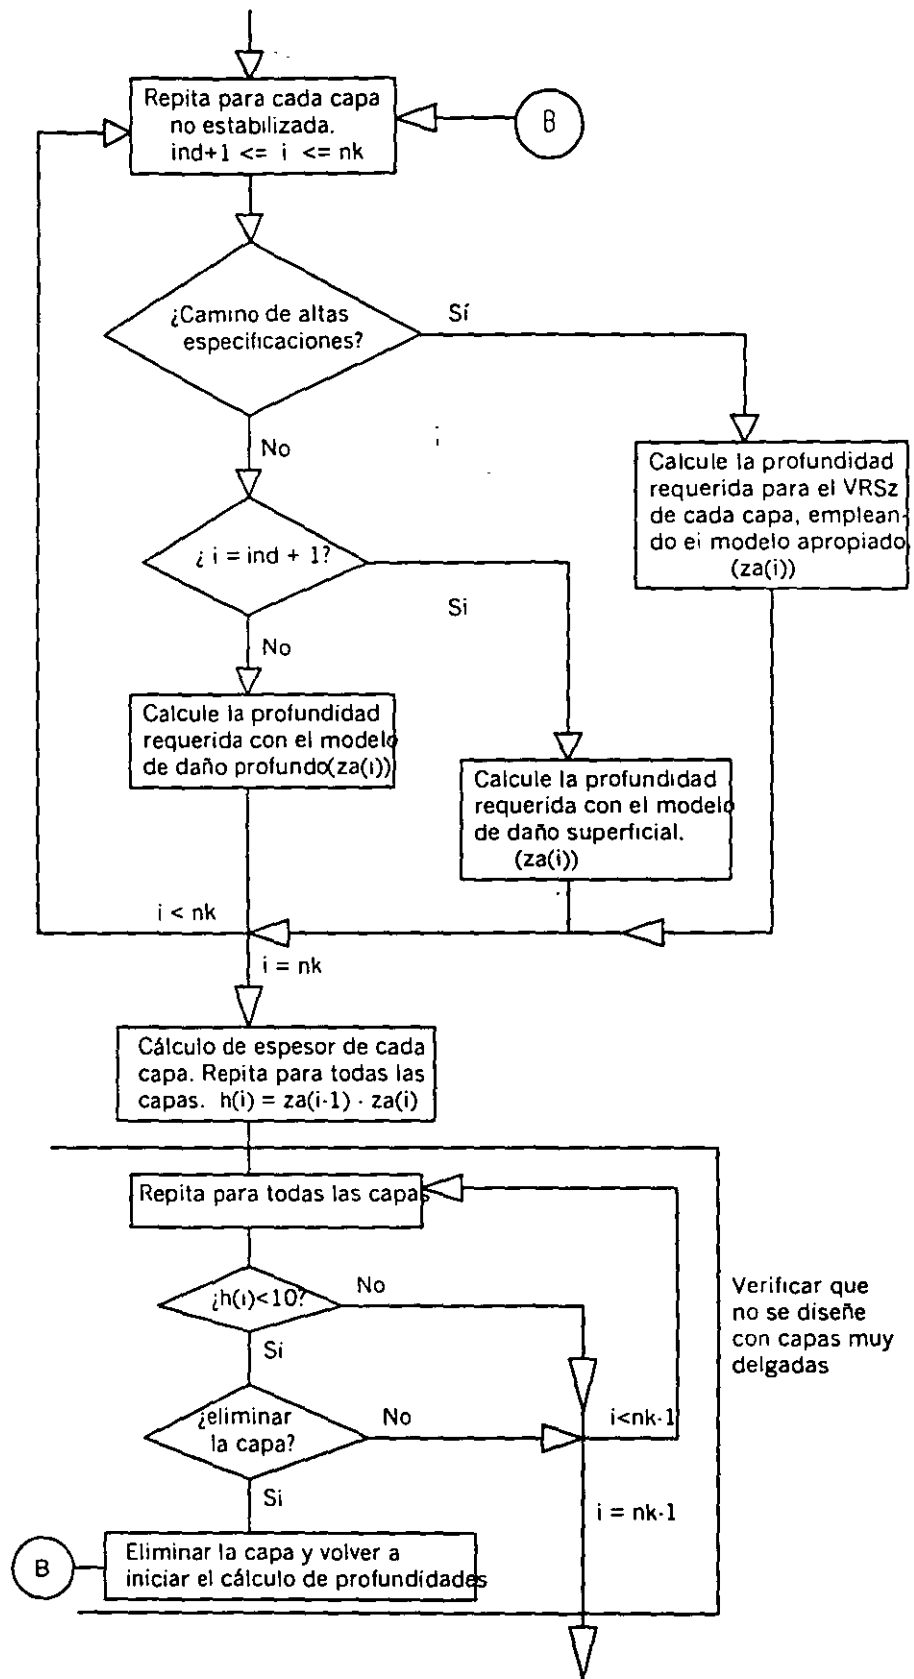 Repita para cada capa
no estabilizada.
ind+1 <= i <= nk
B
¿Camino de altas
especificaciones?
Sí
No
Calcule la profundidad
requerida para el VRSz
de cada capa, emplean-
do el modelo apropiado.
(za(i))
¿ i = ind + 1?
Si
No
Calcule la profundidad
requerida con el modelo
de daño profundo(za(i))
Calcule la profundidad
requerida con el modelo
de daño superficial.
(za(i))
i < nk
i = nk
Cálculo de espesor de cada
capa. Repita para todas las
capas. h(i) = za(i-1) - za(i)
Repita para todas las capas
¿h(i)<10?
No
Si
Verificar que
no se diseñe
con capas muy
delgadas
¿eliminar
la capa?
No
i<nk-1
Si
i = nk-1
B
Eliminar la capa y volver a
iniciar el cálculo de profundidades